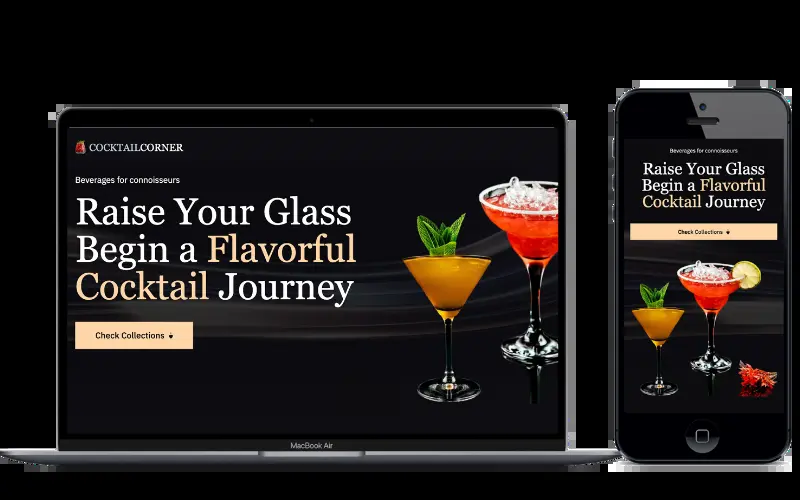 COCKTAILCORNER
Beverages for connoisseurs
Raise Your Glass
Begin a Flavorful
Cocktail Journey
Check Collections
MacBook Air
Beverages for connoisseurs
Raise Your Glass
Begin a Flavorful
Cocktail Journey
Check Collections